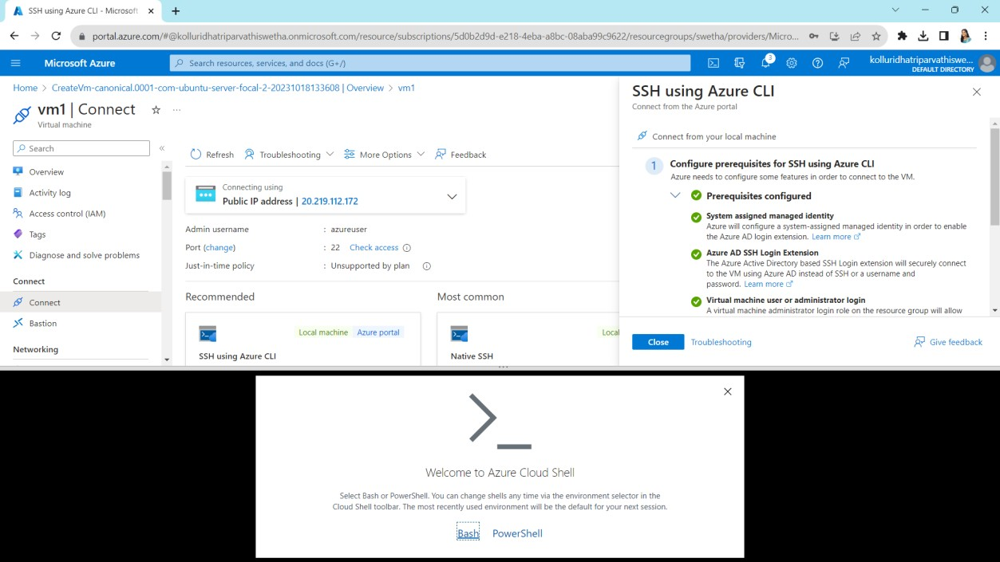 SSH using Azure CLI - Microsoft
portal.azure.com/#@kolluridhatriparvathiswetha.onmicrosoft.com/resource/subscriptions/5d0b2d9d-e218-4eba-a8bc-08aba99c9622/resourcegroups/swetha/providers/Micro...
Microsoft Azure
Search resources, services, and docs (G+/)
3
kolluridhatriparvathiswe...
DEFAULT DIRECTORY
Home > CreateVm-canonical.0001-com-ubuntu-server-focal-2-20231018133608 | Overview > vm1
vm1 | Connect
Virtual machine
Search
Overview
Activity log
Access control (IAM)
Tags
Diagnose and solve problems
Connect
Connect
Bastion
Networking
Refresh
Troubleshooting
More Options
Feedback
Connecting using
Public IP address | 20.219.112.172
Admin username : azureuser
Port (change) : 22 Check access
Just-in-time policy : Unsupported by plan
Recommended
Most common
Local machine Azure portal
SSH using Azure CLI
Local
Native SSH
SSH using Azure CLI
Connect from the Azure portal
Connect from your local machine
1 Configure prerequisites for SSH using Azure CLI
Azure needs to configure some features in order to connect to the VM.
Prerequisites configured
System assigned managed identity
Azure will configure a system-assigned managed identity in order to enable
the Azure AD login extension. Learn more
Azure AD SSH Login Extension
The Azure Active Directory based SSH Login extension will securely connect
to the VM using Azure AD instead of SSH or a username and
password. Learn more
Virtual machine user or administrator login
A virtual machine administrator login role on the resource group will allow
Close
Troubleshooting
Give feedback
Welcome to Azure Cloud Shell
Select Bash or PowerShell. You can change shells any time via the environment selector in the
Cloud Shell toolbar. The most recently used environment will be the default for your next session.
Bash PowerShell